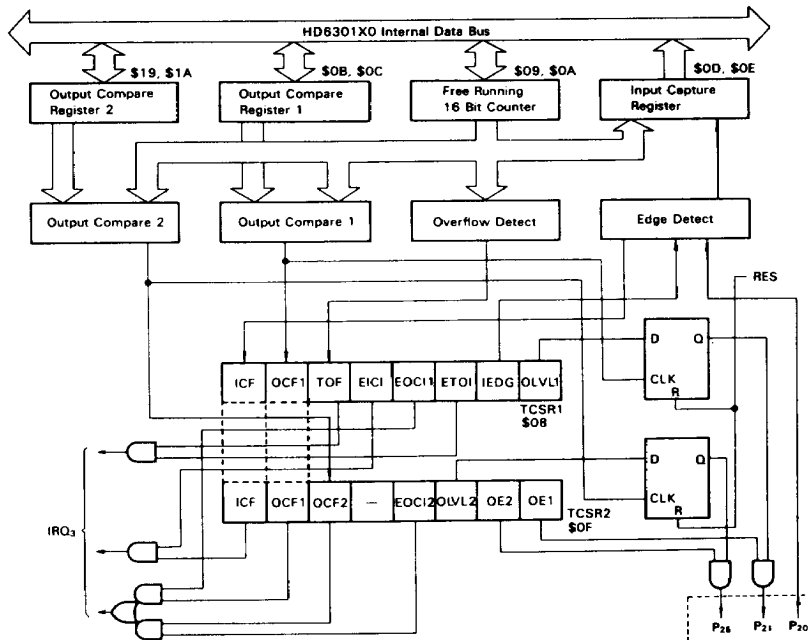 HD6301X0 Internal Data Bus
$19, $1A
$0B, $0C
$09, $0A
$0D, $0E
Output Compare
Register 2
Output Compare
Register 1
Free Running
16 Bit Counter
Input Capture
Register
Output Compare 2
Output Compare 1
Overflow Detect
Edge Detect
RES
D
Q
CLK
R
ICF
OCF1
TOF
EICI
EOCI1
ETOI
IEDG
OLVL1
TCSR1
$08
D
Q
CLK
R
ICF
OCF1
OCF2
—
EOCI2
OLVL2
OE2
OE1
TCSR2
$0F
IRQ₃
P₂₅
P₂₁
P₂₀